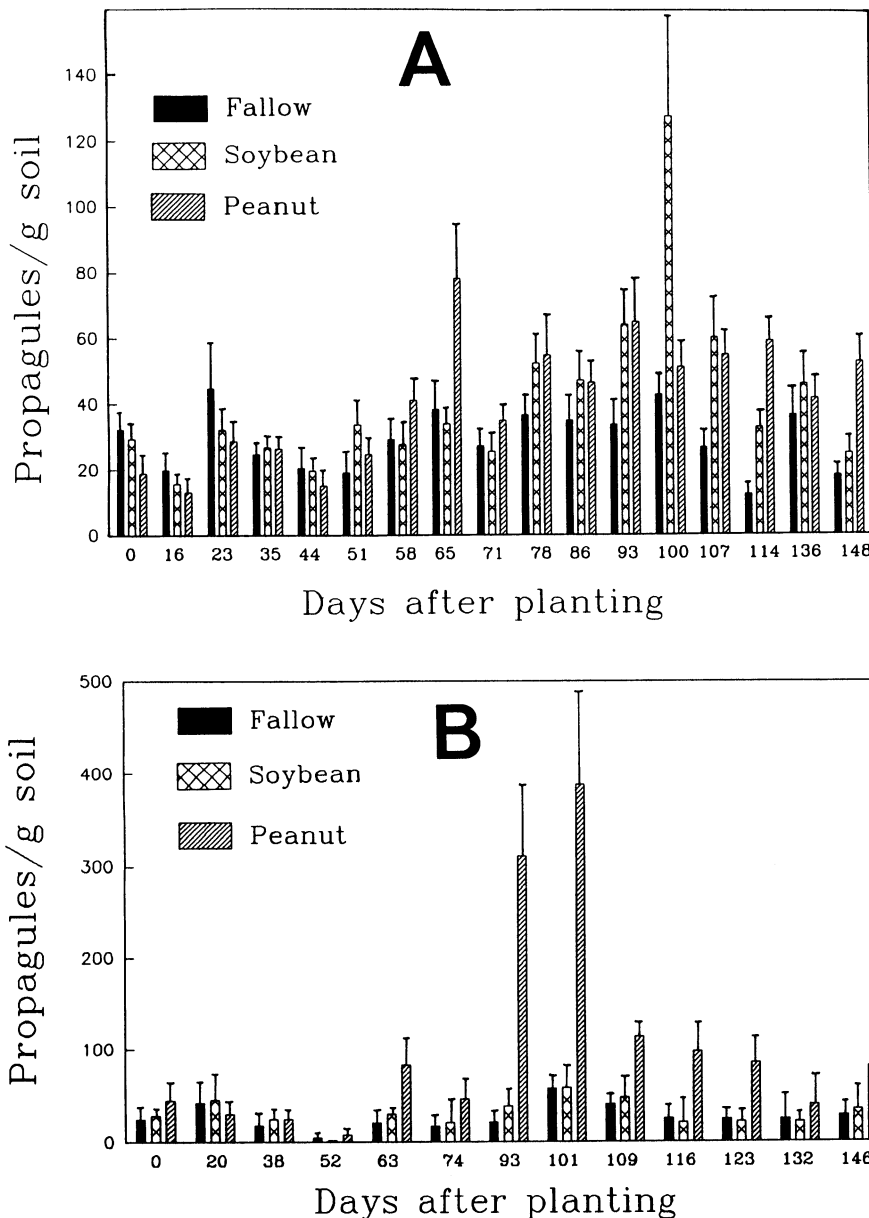 A
Propagules/g soil
140
120
100
80
60
40
20
0
Fallow
Soybean
Peanut
0 16 23 35 44 51 58 65 71 78 86 93 100 107 114 136 148
Days after planting
B
Propagules/g soil
500
400
300
200
100
0
Fallow
Soybean
Peanut
0 20 38 52 63 74 93 101 109 116 123 132 146
Days after planting